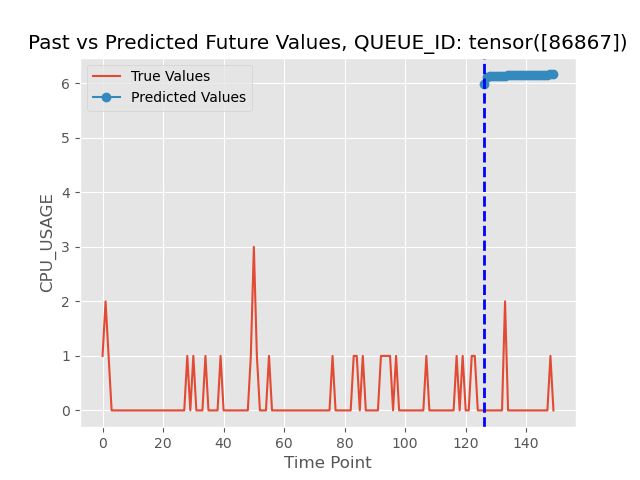 Past vs Predicted Future Values, QUEUE_ID: tensor([86867])
True Values
Predicted Values
6
5
4
3
2
1
0
CPU_USAGE
0 20 40 60 80 100 120 140
Time Point